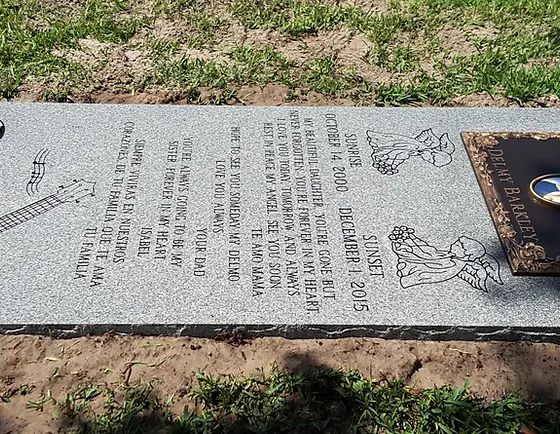 DELMY BARKLEY
SUNRISE SUNSET
OCTOBER 14, 2000 DECEMBER 1, 2015
MY BEAUTIFUL DAUGHTER, YOU'RE GONE BUT
NEVER FORGOTTEN; YOU'RE FOREVER IN MY HEART
I LOVE YOU TODAY TOMORROW AND ALWAYS
REST IN PEACE MY ANGEL SEE YOU SOON
TE AMO MAMA
HOPE TO SEE YOU SOMEDAY MY DELMO.
LOVE YOU ALWAYS
YOUR DAD
YOU'RE ALWAYS GOING TO BE MY
SISTER FOREVER IN MY HEART
ISABEL
SIEMPRE VIVIRAS EN NUESTROS
CORAZONES DE TU FAMILIA QUE TE AMA
TU FAMILIA